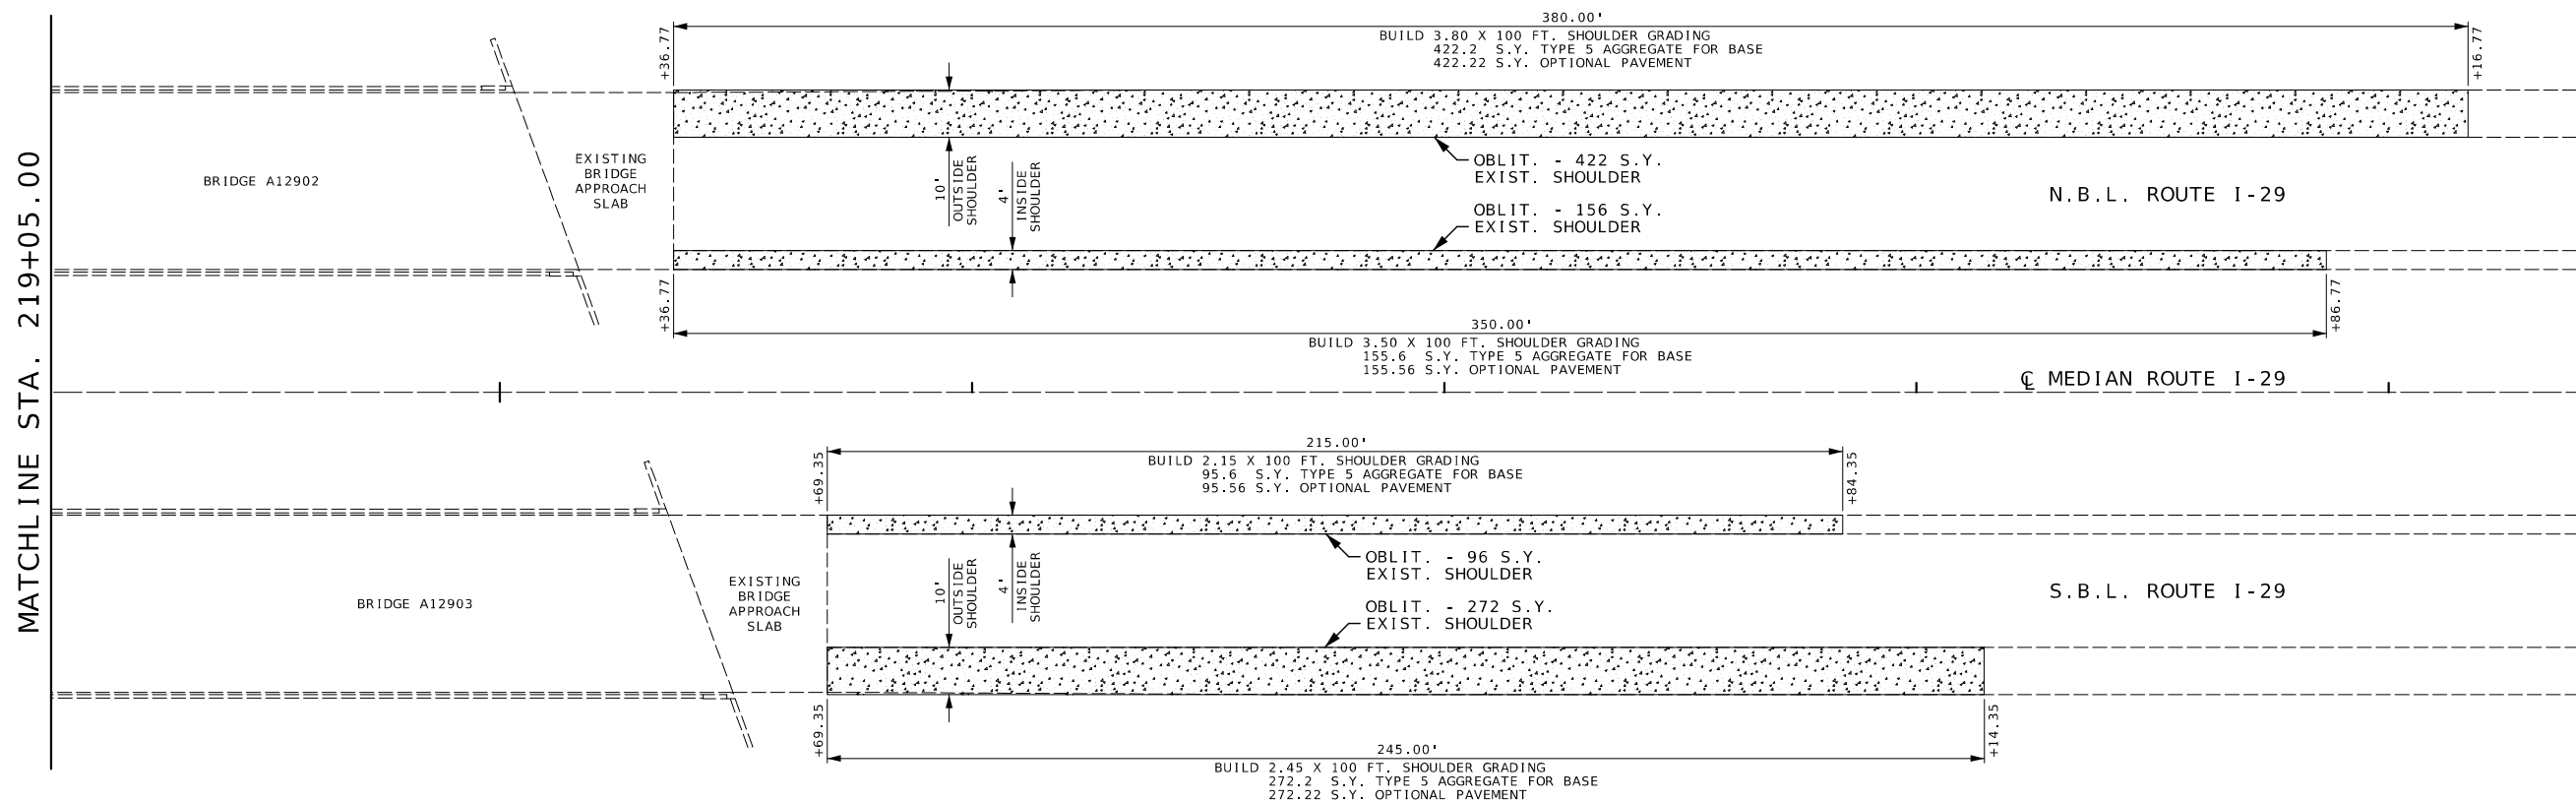 MATCHLINE STA. 219+05.00
380.00'
BUILD 3.80 X 100 FT. SHOULDER GRADING
422.2 S.Y. TYPE 5 AGGREGATE FOR BASE
422.22 S.Y. OPTIONAL PAVEMENT
+36.77
+16.77
BRIDGE A12902
EXISTING
BRIDGE
APPROACH
SLAB
10'
OUTSIDE
SHOULDER
4'
INSIDE
SHOULDER
OBLIT. - 422 S.Y.
EXIST. SHOULDER
OBLIT. - 156 S.Y.
EXIST. SHOULDER
N.B.L. ROUTE I-29
+36.77
+86.77
350.00'
BUILD 3.50 X 100 FT. SHOULDER GRADING
155.6 S.Y. TYPE 5 AGGREGATE FOR BASE
155.56 S.Y. OPTIONAL PAVEMENT
℄ MEDIAN ROUTE I-29
215.00'
BUILD 2.15 X 100 FT. SHOULDER GRADING
95.6 S.Y. TYPE 5 AGGREGATE FOR BASE
95.56 S.Y. OPTIONAL PAVEMENT
+69.35
+84.35
BRIDGE A12903
EXISTING
BRIDGE
APPROACH
SLAB
10'
OUTSIDE
SHOULDER
4'
INSIDE
SHOULDER
OBLIT. - 96 S.Y.
EXIST. SHOULDER
OBLIT. - 272 S.Y.
EXIST. SHOULDER
S.B.L. ROUTE I-29
+69.35
+14.35
245.00'
BUILD 2.45 X 100 FT. SHOULDER GRADING
272.2 S.Y. TYPE 5 AGGREGATE FOR BASE
272.22 S.Y. OPTIONAL PAVEMENT